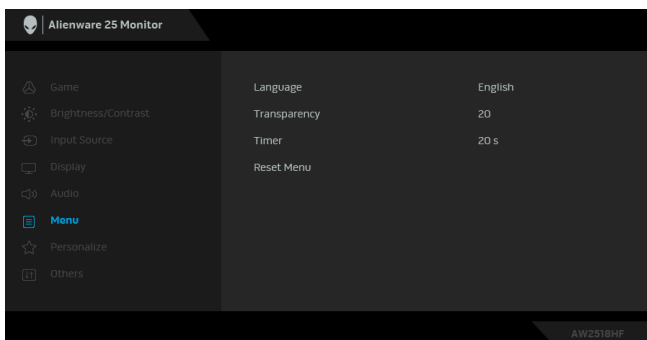 Alienware 25 Monitor
Game
Language English
Brightness/Contrast
Transparency 20
Input Source
Timer 20 s
Display
Reset Menu
Audio
Menu
Personalize
Others
AW2518HF